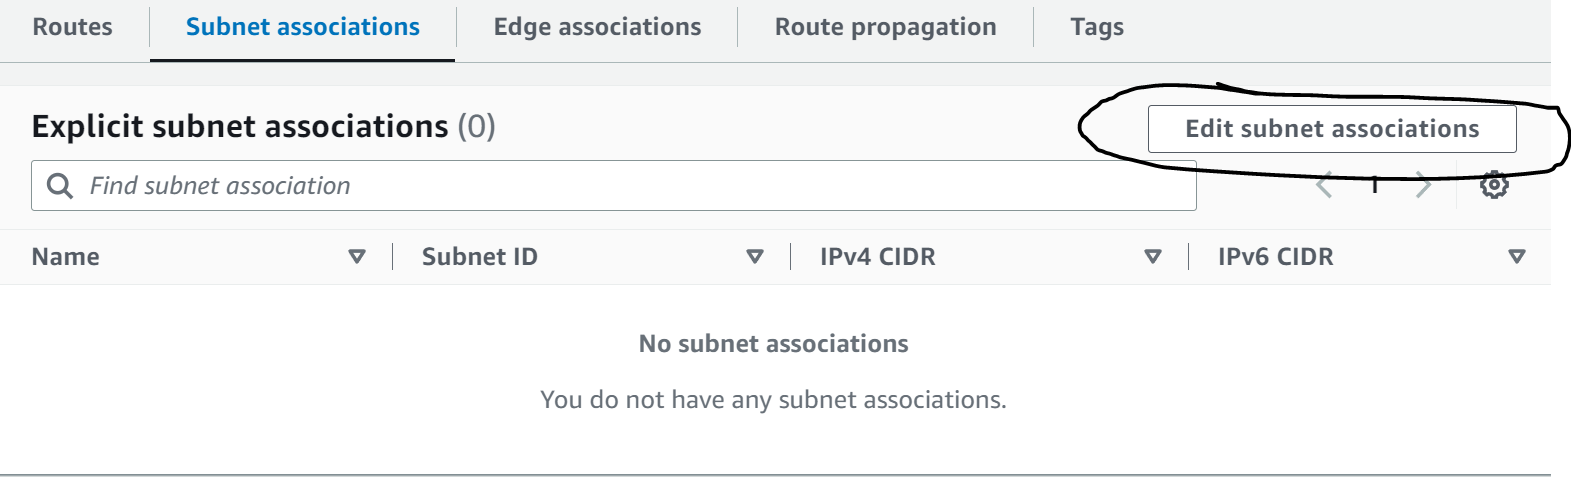 Routes Subnet associations Edge associations Route propagation Tags
Explicit subnet associations (0) Edit subnet associations
Find subnet association 1
Name Subnet ID IPv4 CIDR IPv6 CIDR
No subnet associations
You do not have any subnet associations.